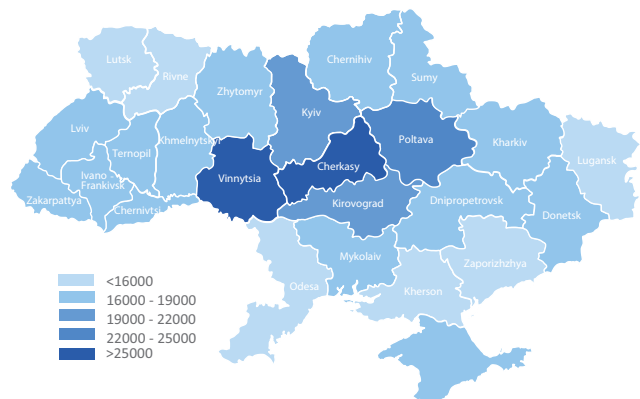 Lutsk
Rivne
Chernihiv
Sumy
Zhytomyr
Kyiv
Lviv
Ternopil
Khmelnytskyi
Poltava
Kharkiv
Lugansk
Ivano -
Frankivsk
Vinnytsia
Cherkasy
Zakarpattya
Chernivtsi
Kirovograd
Dnipropetrovsk
Donetsk
Mykolaiv
Zaporizhzhya
Odesa
Kherson
<16000
16000 - 19000
19000 - 22000
22000 - 25000
>25000